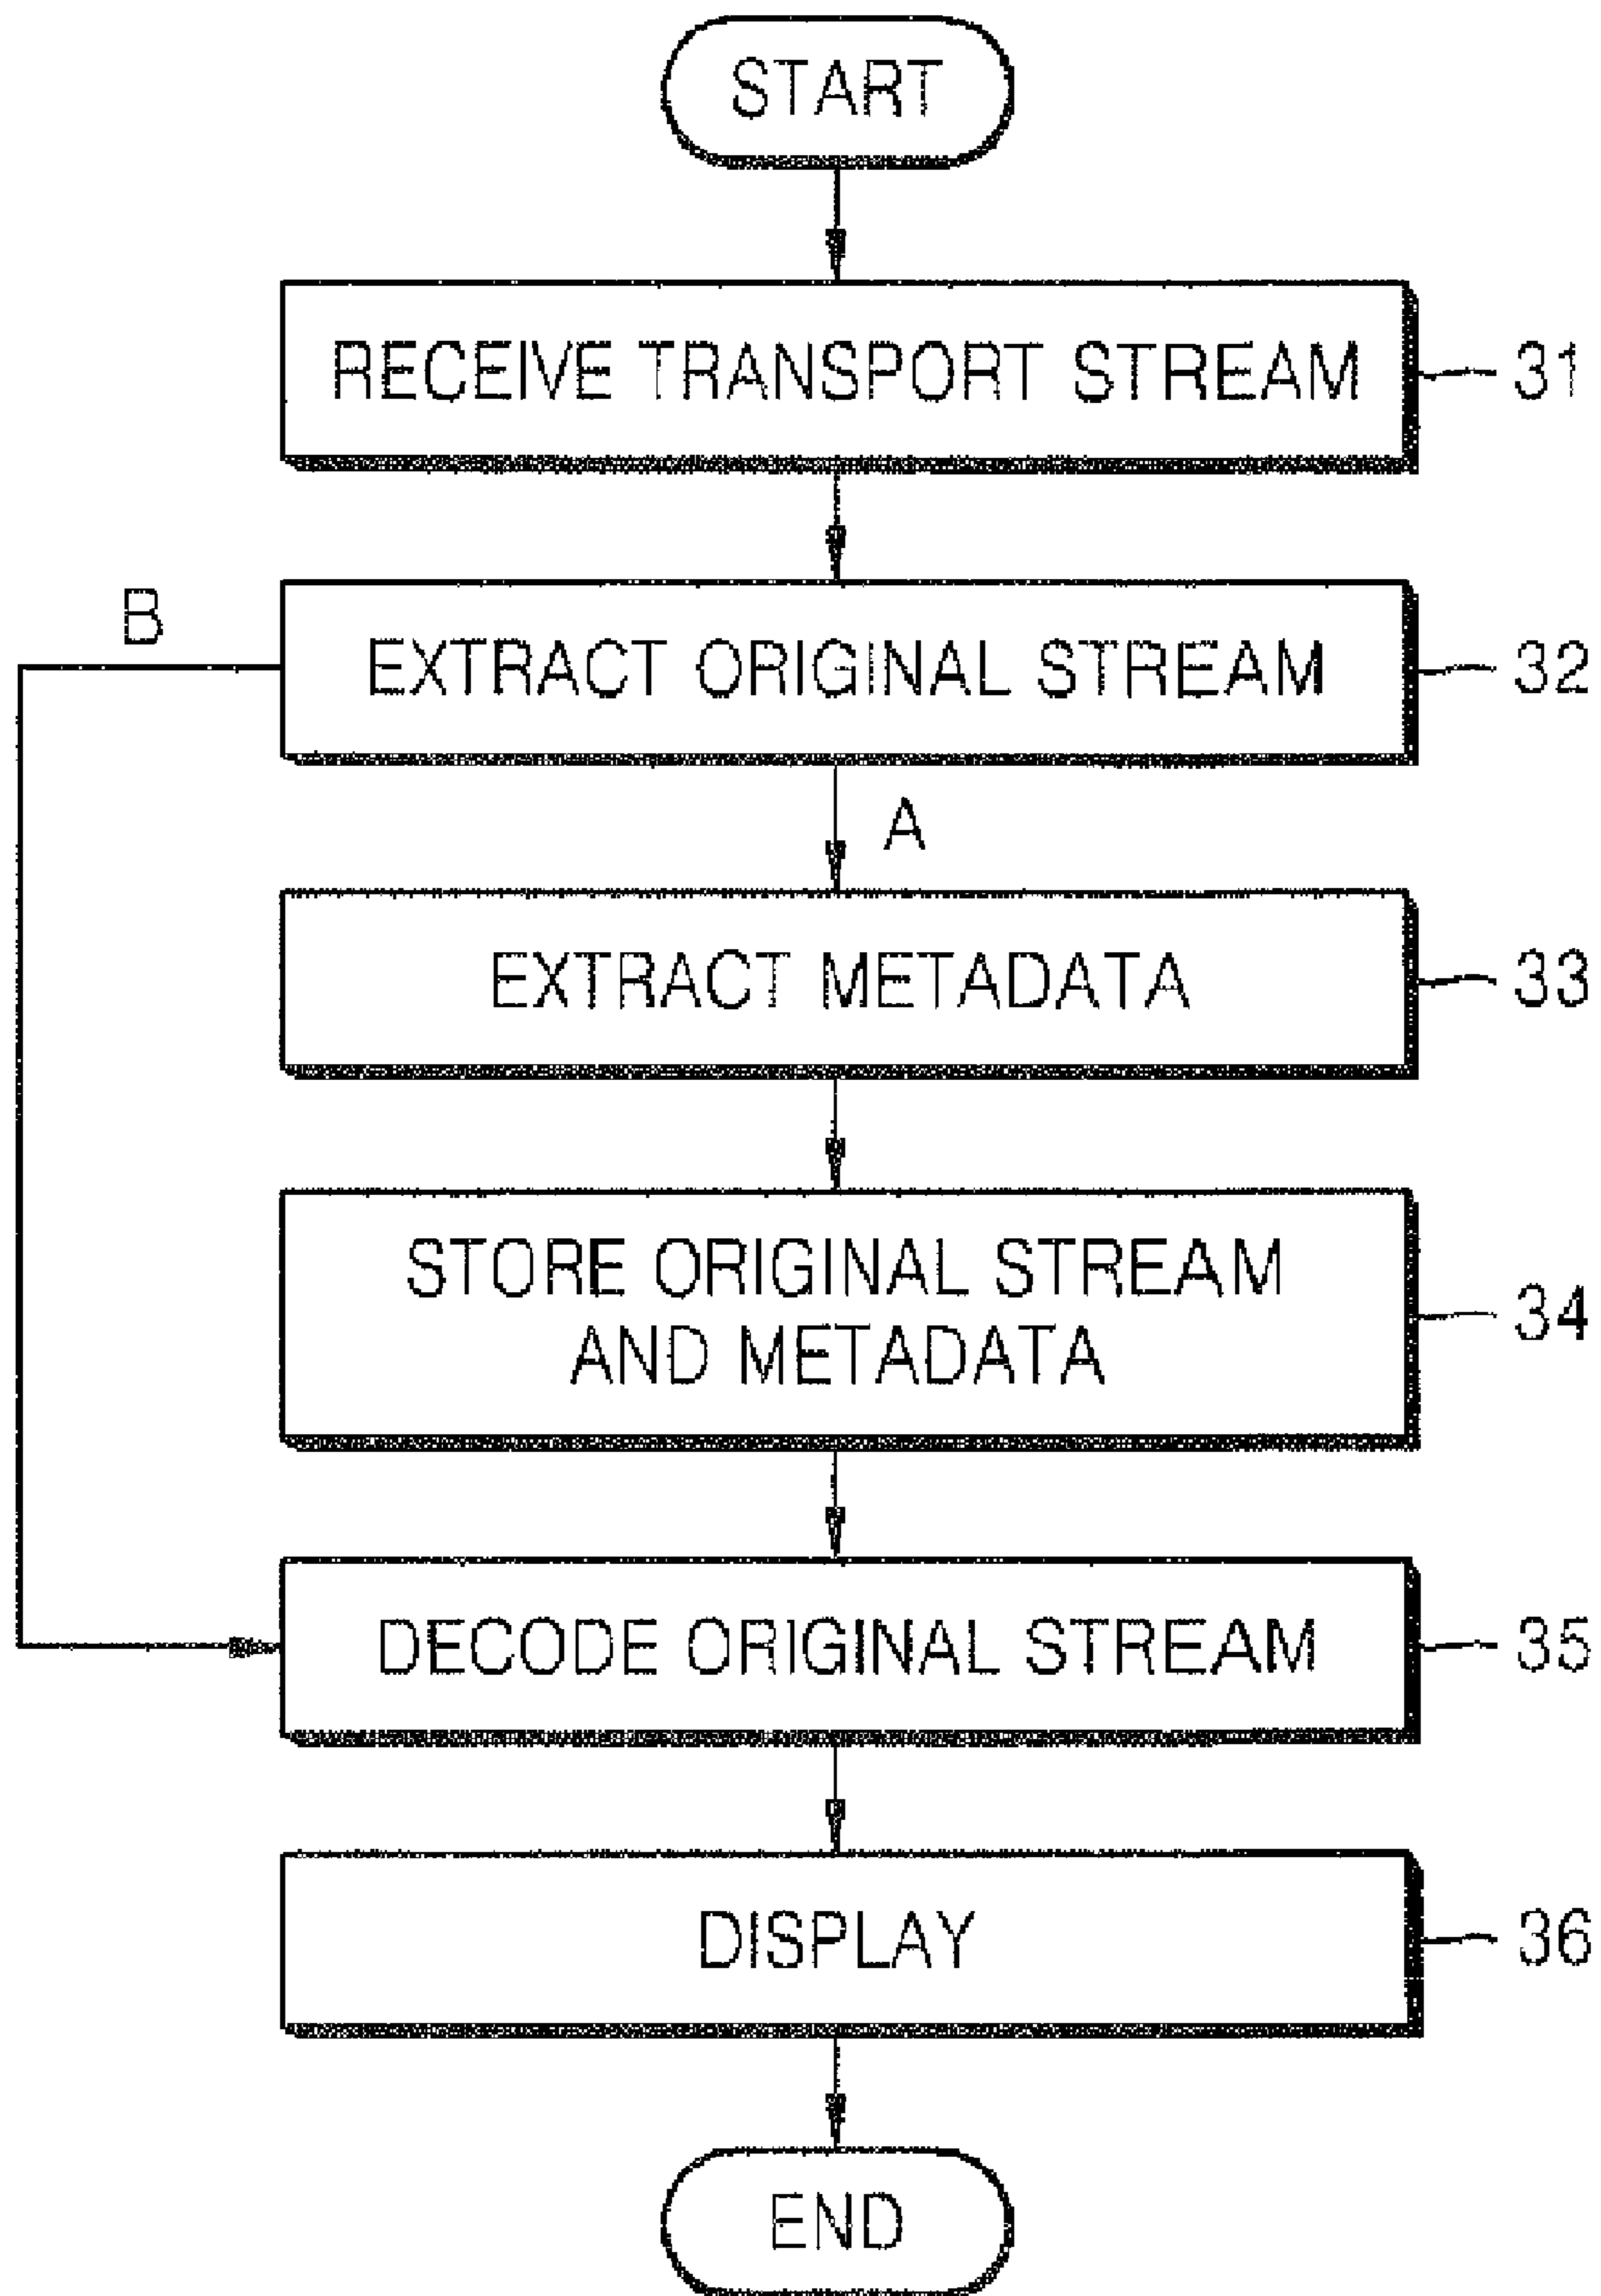 START
RECEIVE TRANSPORT STREAM 31
B
EXTRACT ORIGINAL STREAM 32
A
EXTRACT METADATA 33
STORE ORIGINAL STREAM
AND METADATA
34
DECODE ORIGINAL STREAM 35
DISPLAY 36
END